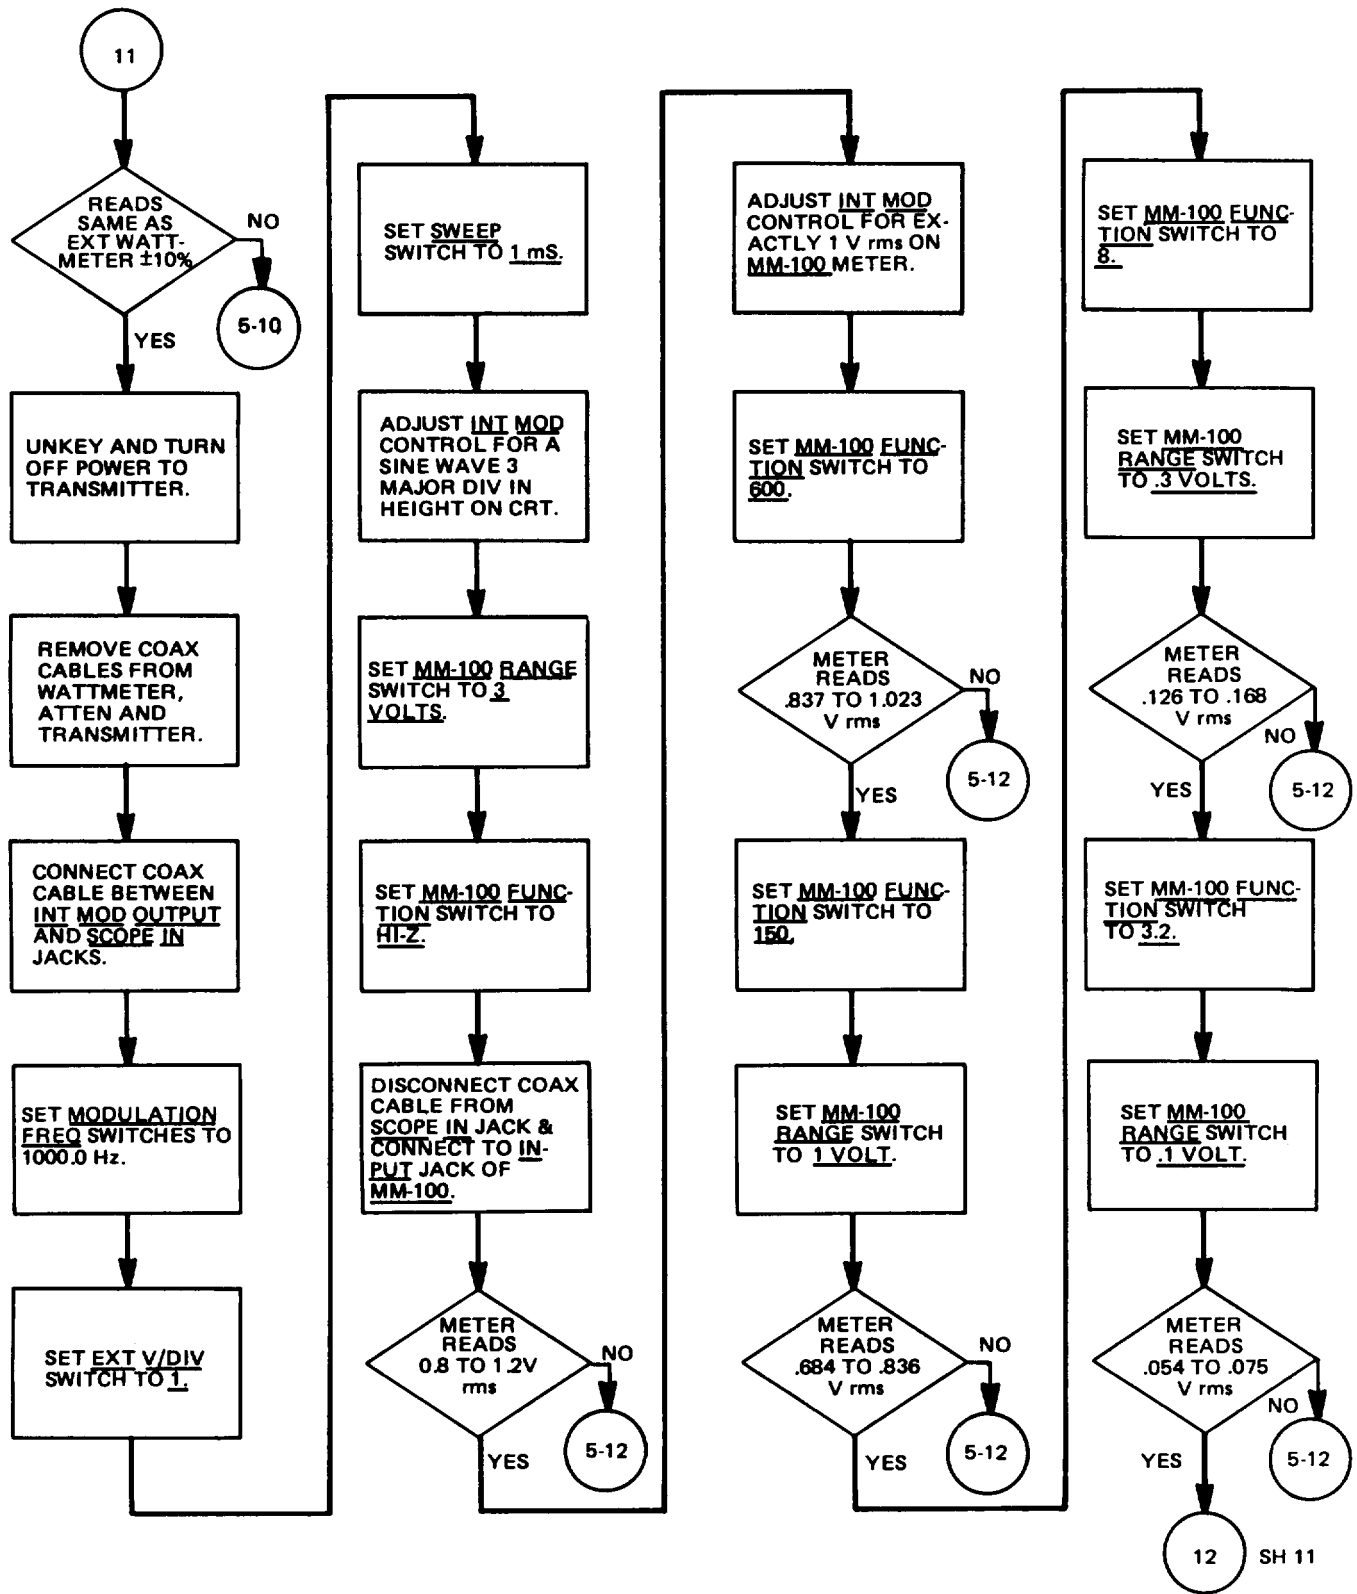 11
READS
SAME AS
EXT WATT-
METER ±10%
NO
5-10
YES
UNKEY AND TURN
OFF POWER TO
TRANSMITTER.
REMOVE COAX
CABLES FROM
WATTMETER,
ATTEN AND
TRANSMITTER.
CONNECT COAX
CABLE BETWEEN
INT MOD OUTPUT
AND SCOPE IN
JACKS.
SET MODULATION
FREQ SWITCHES TO
1000.0 Hz.
SET EXT V/DIV
SWITCH TO 1.
SET SWEEP
SWITCH TO 1 mS.
ADJUST INT MOD
CONTROL FOR A
SINE WAVE 3
MAJOR DIV IN
HEIGHT ON CRT.
SET MM-100 RANGE
SWITCH TO 3
VOLTS.
SET MM-100 FUNC-
TION SWITCH TO
HI-Z.
DISCONNECT COAX
CABLE FROM
SCOPE IN JACK &
CONNECT TO IN-
PUT JACK OF
MM-100.
METER
READS
0.8 TO 1.2V
rms
NO
5-12
YES
ADJUST INT MOD
CONTROL FOR EX-
ACTLY 1 V rms ON
MM-100 METER.
SET MM-100 FUNC-
TION SWITCH TO
600.
METER
READS
.837 TO 1.023
V rms
NO
5-12
YES
SET MM-100 FUNC-
TION SWITCH TO
150.
SET MM-100
RANGE SWITCH
TO 1 VOLT.
METER
READS
.684 TO .836
V rms
NO
5-12
YES
SET MM-100 FUNC-
TION SWITCH TO
8.
SET MM-100
RANGE SWITCH
TO .3 VOLTS.
METER
READS
.126 TO .168
V rms
NO
5-12
YES
SET MM-100 FUNC-
TION SWITCH
TO 3.2.
SET MM-100
RANGE SWITCH
TO .1 VOLT.
METER
READS
.054 TO .075
V rms
NO
5-12
YES
12 SH 11